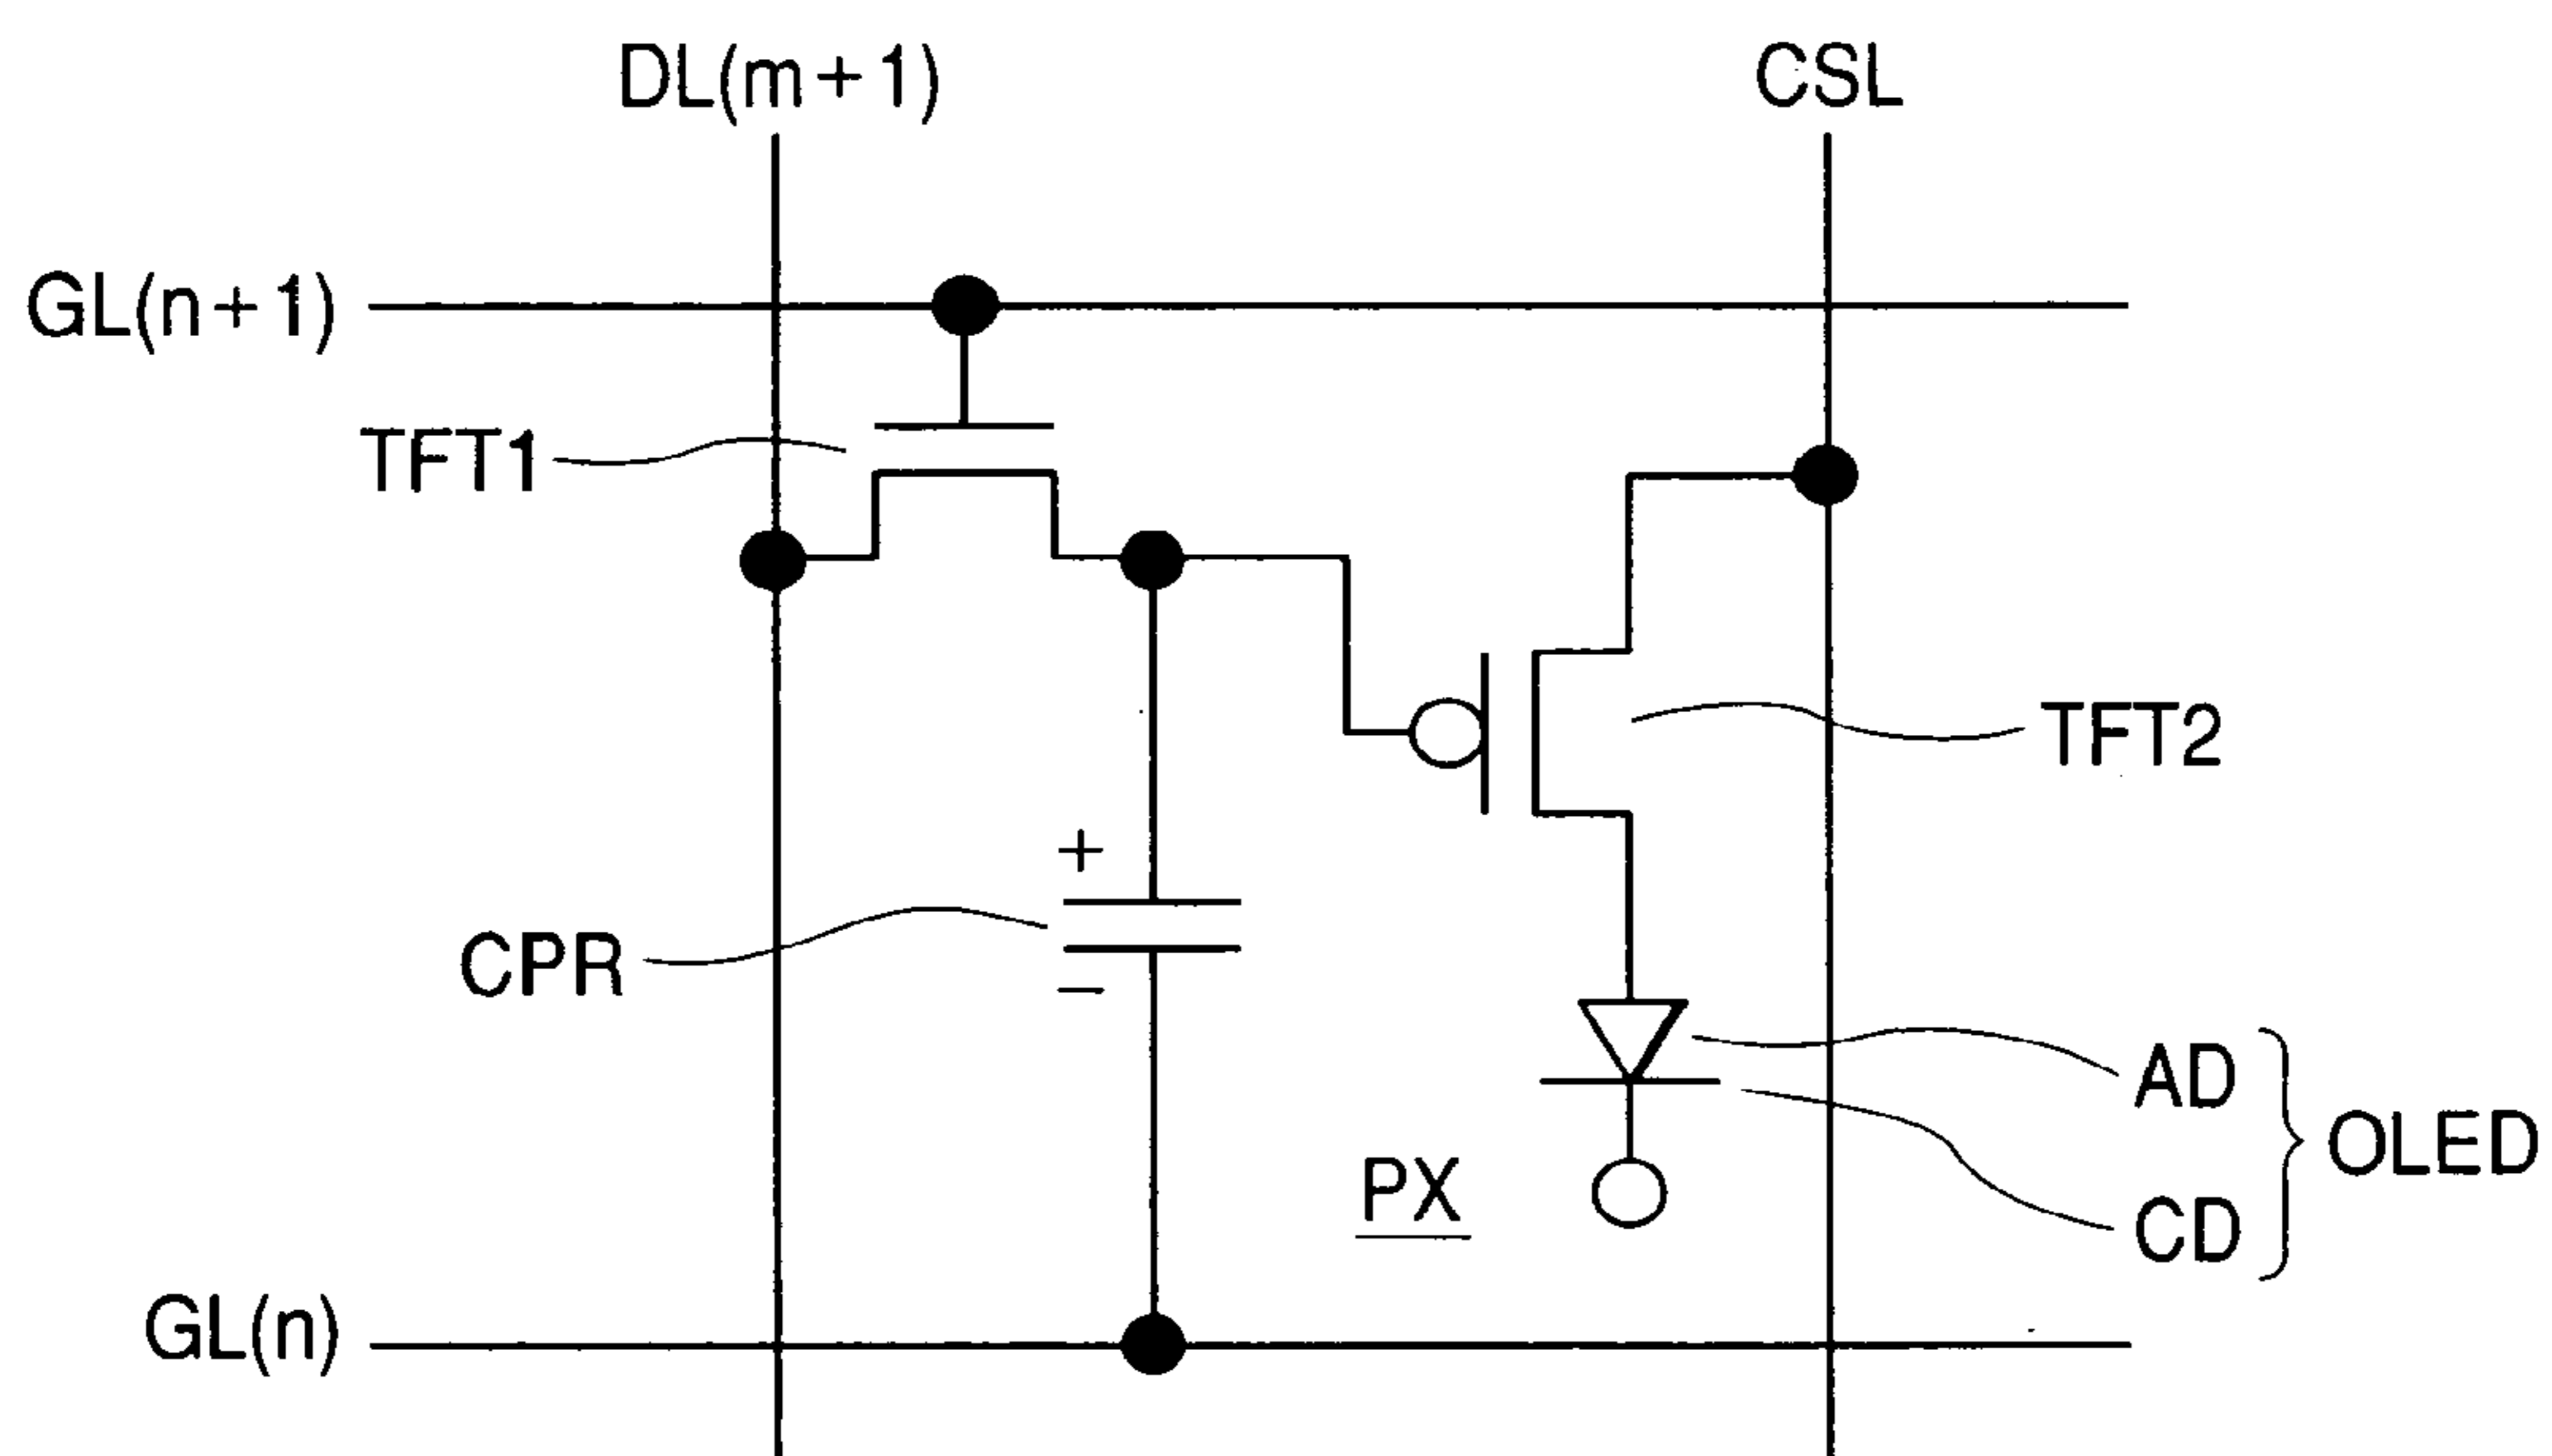 DL(m+1)
CSL
GL(n+1)
TFT1
TFT2
+
CPR
−
AD
OLED
PX
CD
GL(n)